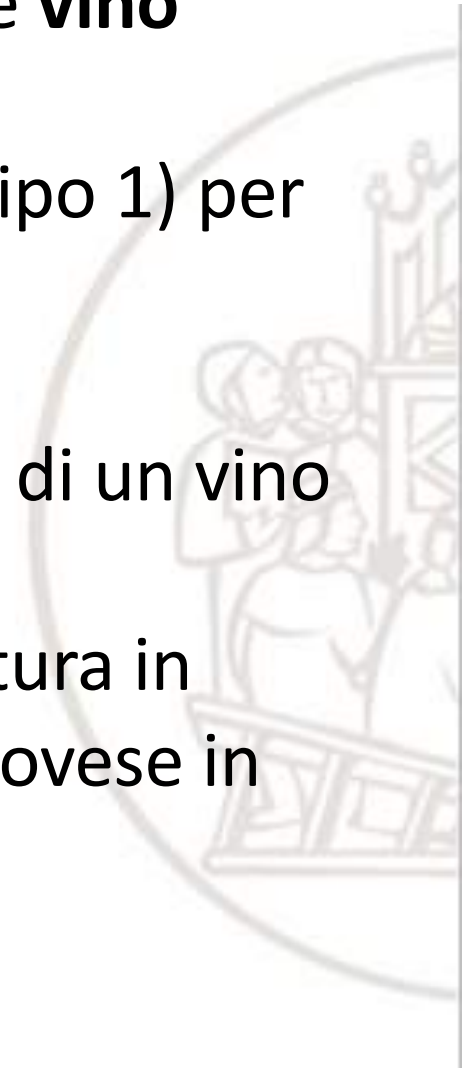 e vino
ipo 1) per
di un vino
tura in
ovese in